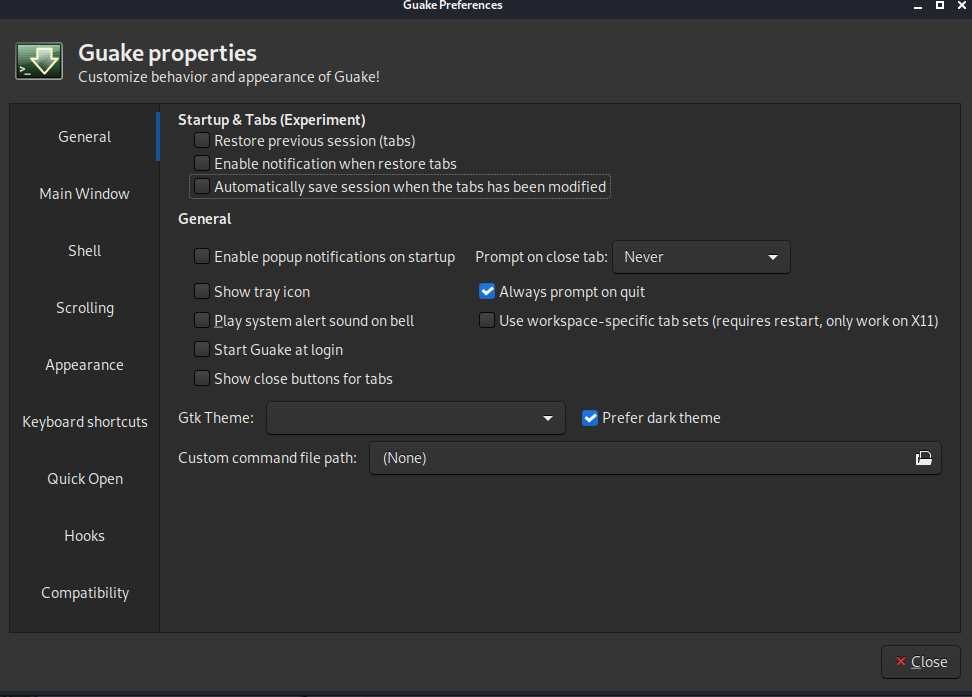 Guake Preferences
Guake properties
Customize behavior and appearance of Guake!
General
Main Window
Shell
Scrolling
Appearance
Keyboard shortcuts
Quick Open
Hooks
Compatibility
Startup & Tabs (Experiment)
Restore previous session (tabs)
Enable notification when restore tabs
Automatically save session when the tabs has been modified
General
Enable popup notifications on startup
Prompt on close tab: Never
Show tray icon
Always prompt on quit
Play system alert sound on bell
Use workspace-specific tab sets (requires restart, only work on X11)
Start Guake at login
Show close buttons for tabs
Gtk Theme:
Prefer dark theme
Custom command file path: (None)
Close